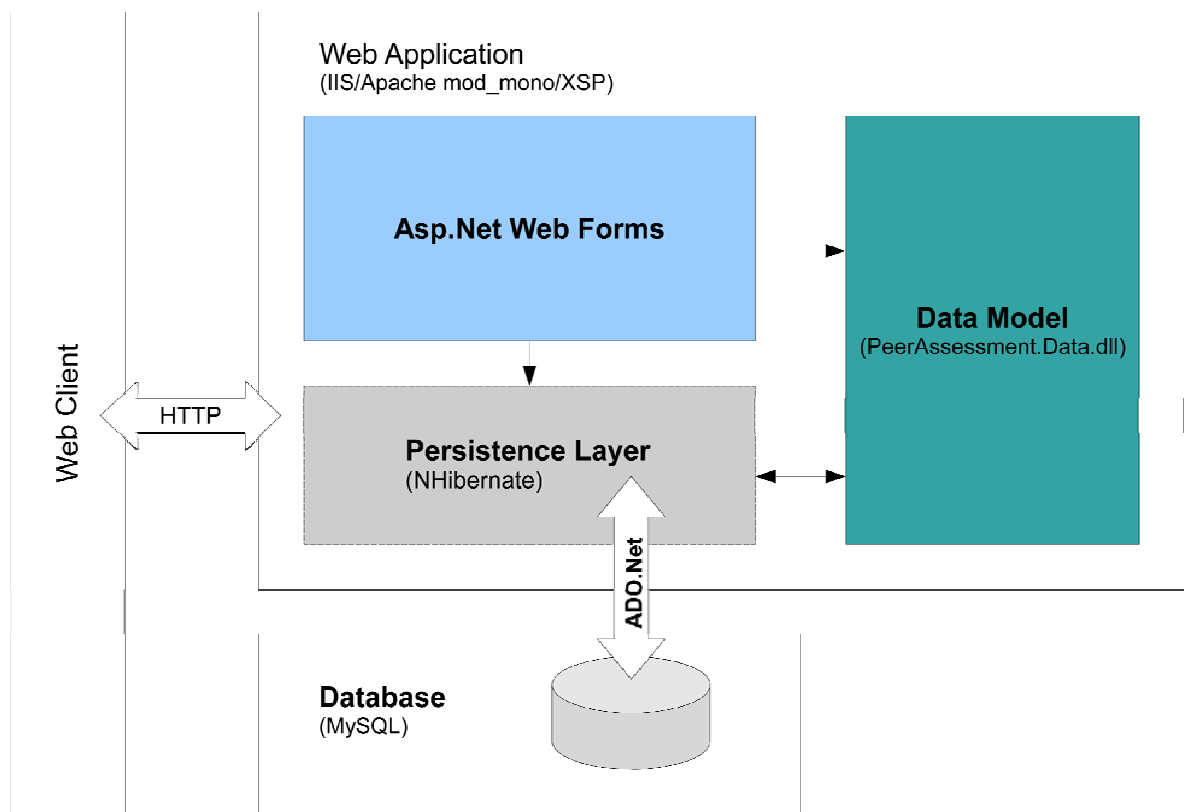 Web Application
(IIS/Apache mod_mono/XSP)
Asp.Net Web Forms
Data Model
(PeerAssessment.Data.dll)
Web Client
HTTP
Persistence Layer
(NHibernate)
ADO.Net
Database
(MySQL)